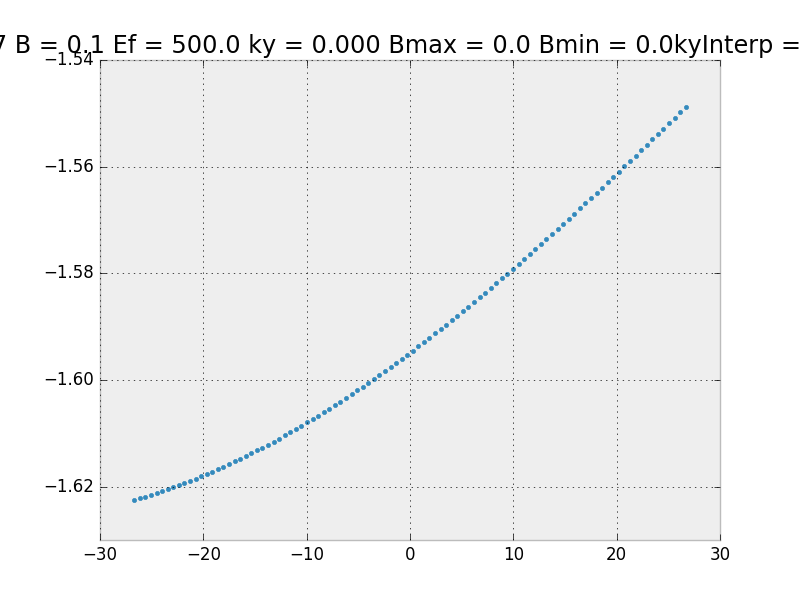 7 B = 0.1 Ef = 500.0 ky = 0.000 Bmax = 0.0 Bmin = 0.0kyInterp =
−1.54
−1.56
−1.58
−1.60
−1.62
−30 −20 −10 0 10 20 30